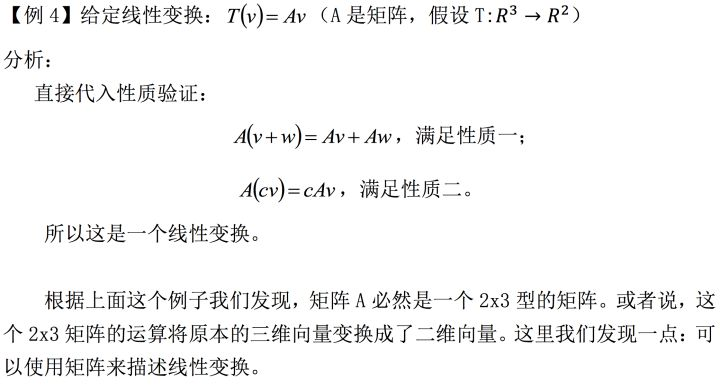 【例 4】给定线性变换：T(v)= Av（A 是矩阵，假设 T:R³ → R²）
分析：
直接代入性质验证：
A(v+w)= Av+ Aw，满足性质一；
A(cv)=cAv，满足性质二。
所以这是一个线性变换。
根据上面这个例子我们发现，矩阵 A 必然是一个 2x3 型的矩阵。或者说，这
个 2x3 矩阵的运算将原本的三维向量变换成了二维向量。这里我们发现一点：可
以使用矩阵来描述线性变换。